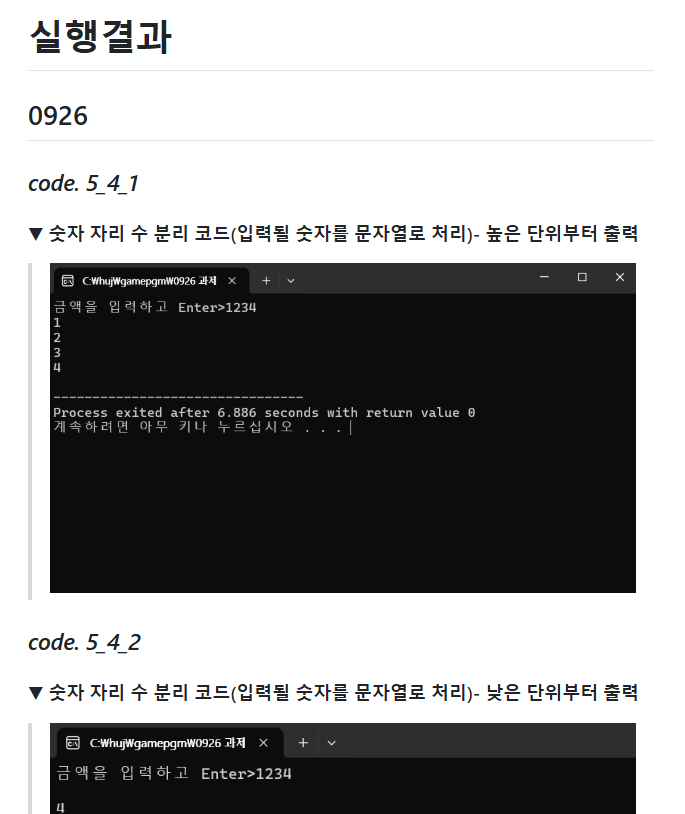 실행결과
0926
code. 5_4_1
▼ 숫자 자리 수 분리 코드(입력될 숫자를 문자열로 처리)- 높은 단위부터 출력
C:₩huj₩gamepgm₩0926 과제
금액을 입력하고 Enter>1234
1
2
3
4
--------------------------------
Process exited after 6.886 seconds with return value 0
계속하려면 아무 키나 누르십시오 . . .
code. 5_4_2
▼ 숫자 자리 수 분리 코드(입력될 숫자를 문자열로 처리)- 낮은 단위부터 출력
C:₩huj₩gamepgm₩0926 과제
금액을 입력하고 Enter>1234
4